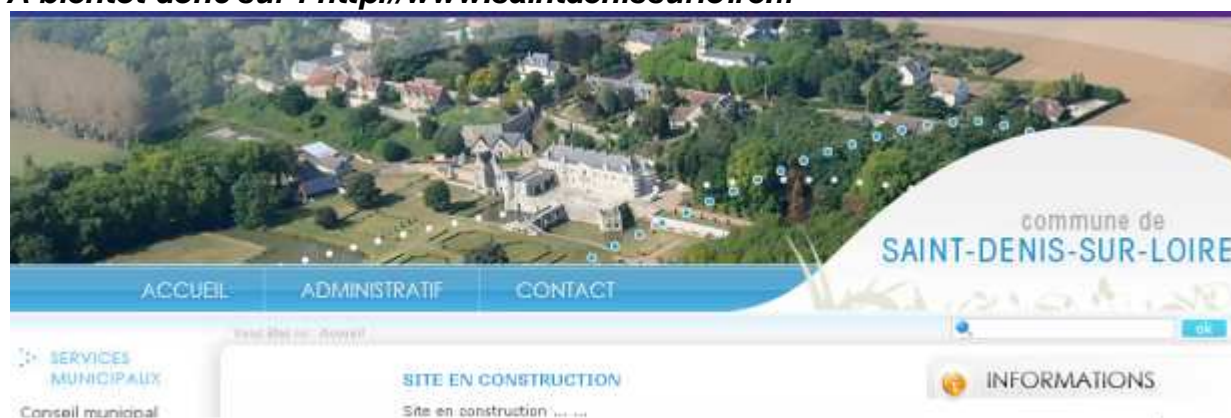 commune de
SAINT-DENIS-SUR-LOIRE
ACCUEIL ADMINISTRATIF CONTACT
Accueil
ok
SERVICES
MUNICIPAUX
SITE EN CONSTRUCTION
INFORMATIONS
Conseil municipal
Site en construction ... ...